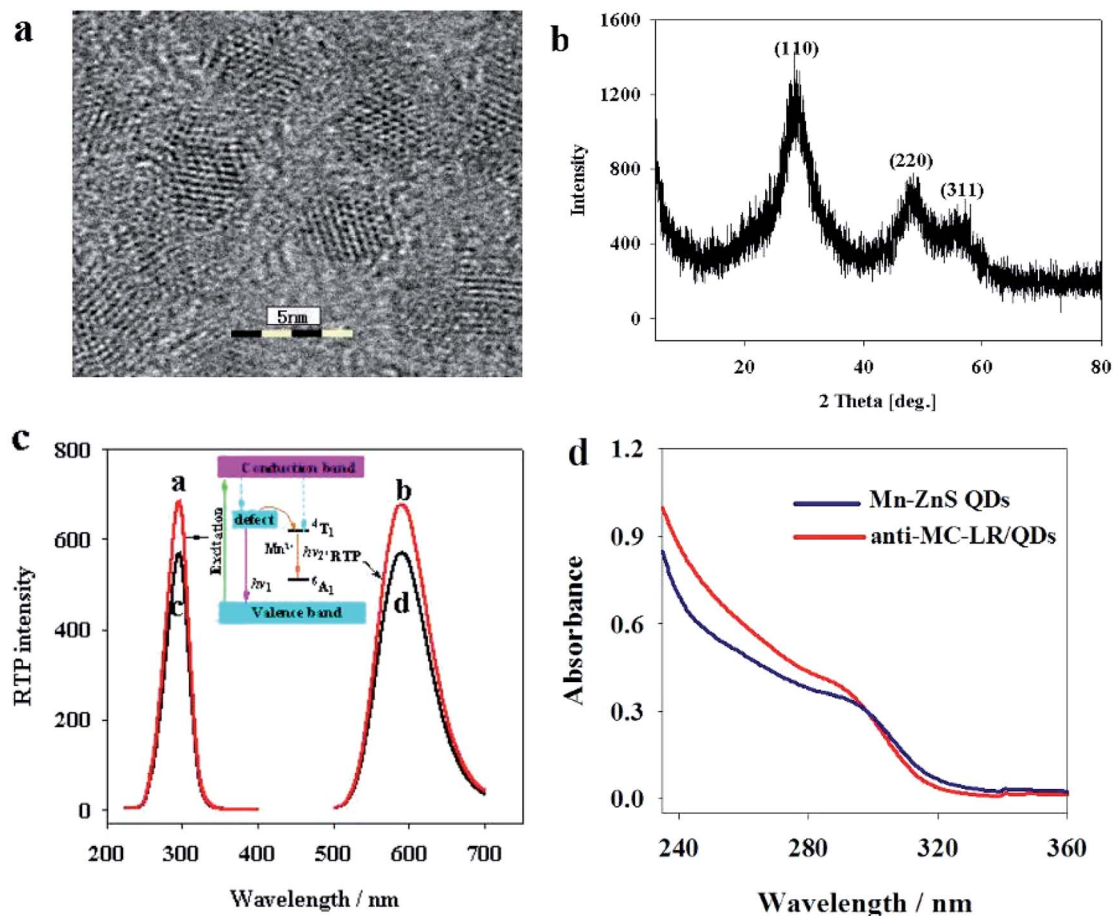 a
5nm
b
1600
1200
800
400
0
Intensity
(110)
(220)
(311)
20
40
60
80
2 Theta [deg.]
c
800
600
400
200
0
RTP intensity
a
b
c
d
Conduction band
Excitation
defect
⁴T₁
Mn²⁺
hν₂' RTP
hν₁
⁶A₁
Valence band
200
300
400
500
600
700
Wavelength / nm
d
1.2
0.9
0.6
0.3
0.0
Absorbance
Mn-ZnS QDs
anti-MC-LR/QDs
240
280
320
360
Wavelength / nm